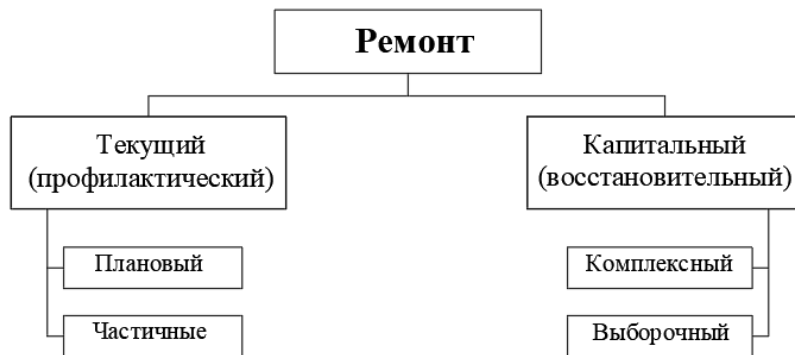 Ремонт
Текущий
(профилактический)
Капитальный
(восстановительный)
Плановый
Комплексный
Частичные
Выборочный